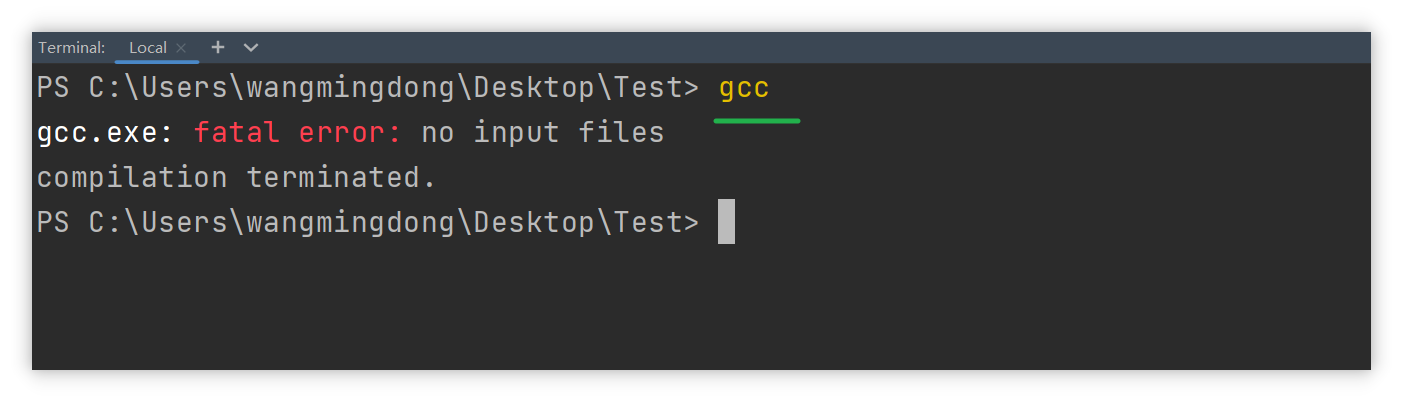 Terminal: Local × + ⌄
PS C:\Users\wangmingdong\Desktop\Test> gcc
gcc.exe: fatal error: no input files
compilation terminated.
PS C:\Users\wangmingdong\Desktop\Test>